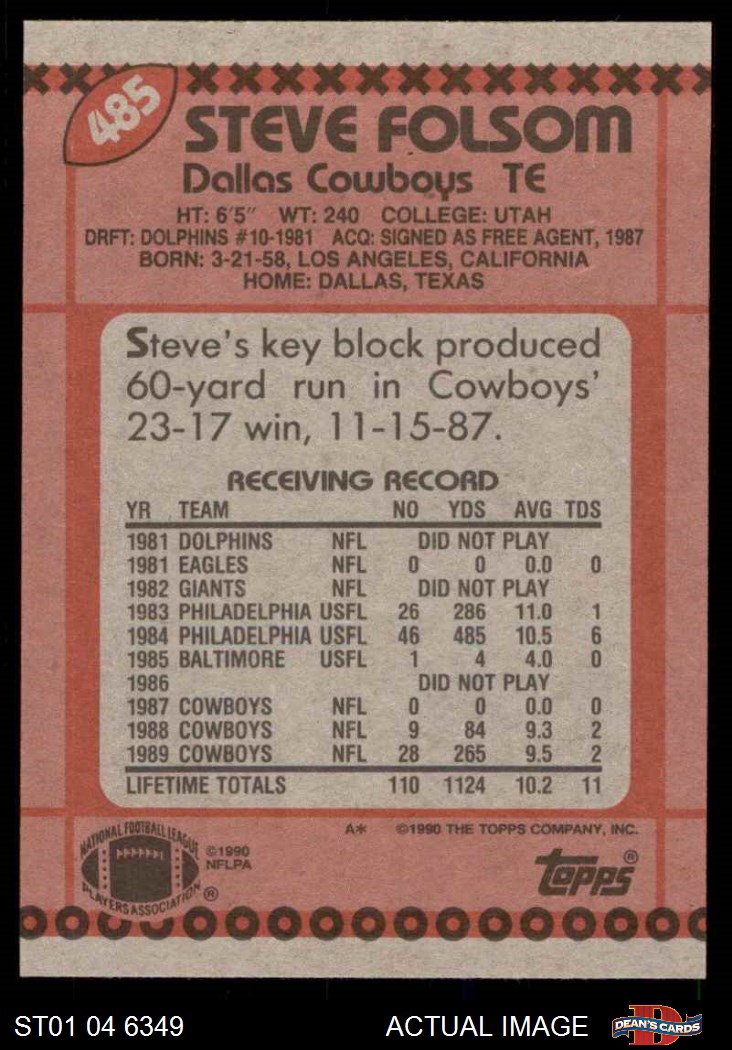 485
STEVE FOLSOM
Dallas Cowboys TE
HT: 6'5" WT: 240 COLLEGE: UTAH
DRFT: DOLPHINS #10-1981 ACQ: SIGNED AS FREE AGENT, 1987
BORN: 3-21-58, LOS ANGELES, CALIFORNIA
HOME: DALLAS, TEXAS
Steve's key block produced
60-yard run in Cowboys'
23-17 win, 11-15-87.
RECEIVING RECORD
YR TEAM NO YDS AVG TDS
1981 DOLPHINS NFL DID NOT PLAY
1981 EAGLES NFL 0 0 0.0 0
1982 GIANTS NFL DID NOT PLAY
1983 PHILADELPHIA USFL 26 286 11.0 1
1984 PHILADELPHIA USFL 46 485 10.5 6
1985 BALTIMORE USFL 1 4 4.0 0
1986 DID NOT PLAY
1987 COWBOYS NFL 0 0 0.0 0
1988 COWBOYS NFL 9 84 9.3 2
1989 COWBOYS NFL 28 265 9.5 2
LIFETIME TOTALS 110 1124 10.2 11
A* ©1990 THE TOPPS COMPANY, INC.
NATIONAL FOOTBALL LEAGUE
PLAYERS ASSOCIATION ®
©1990
NFLPA
topps®
ST01 04 6349 ACTUAL IMAGE
D
DEAN'S CARDS